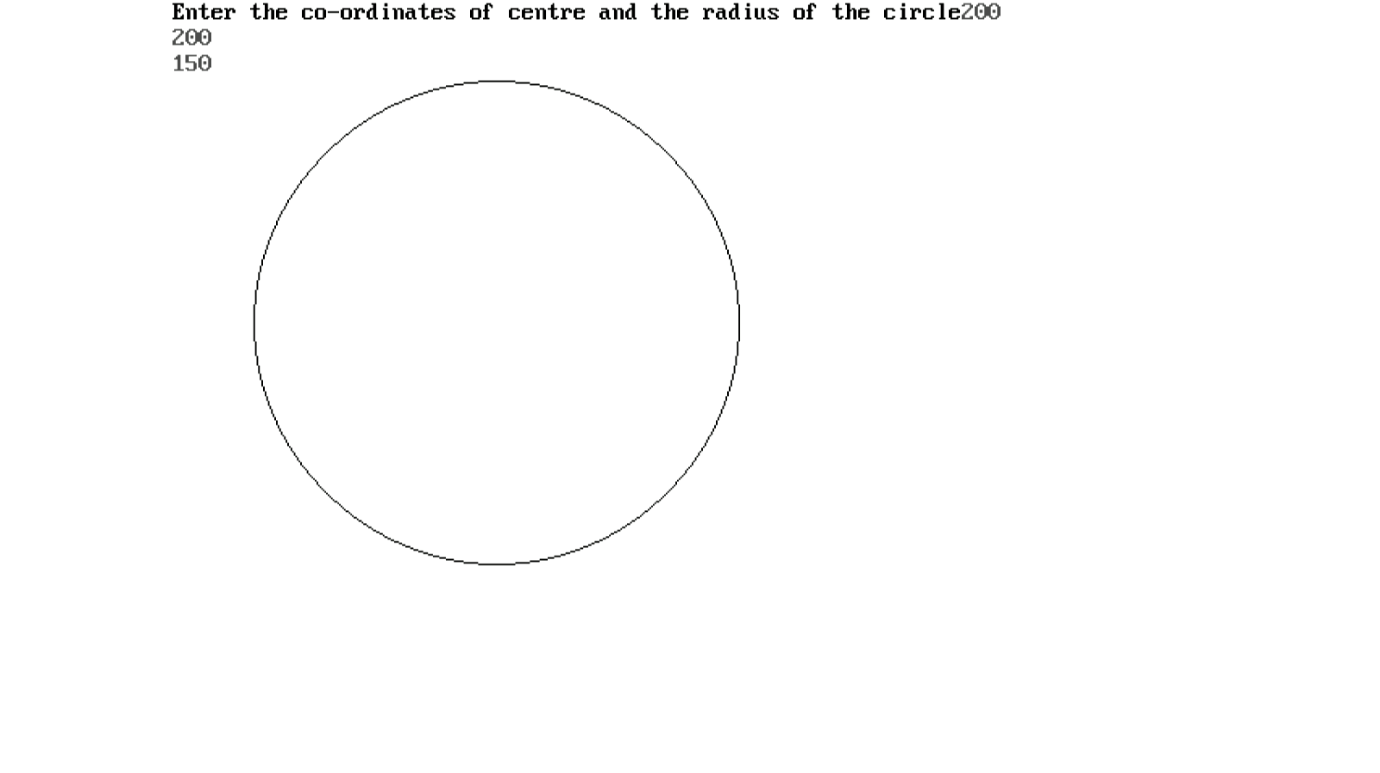 Enter the co-ordinates of centre and the radius of the circle200
200
150